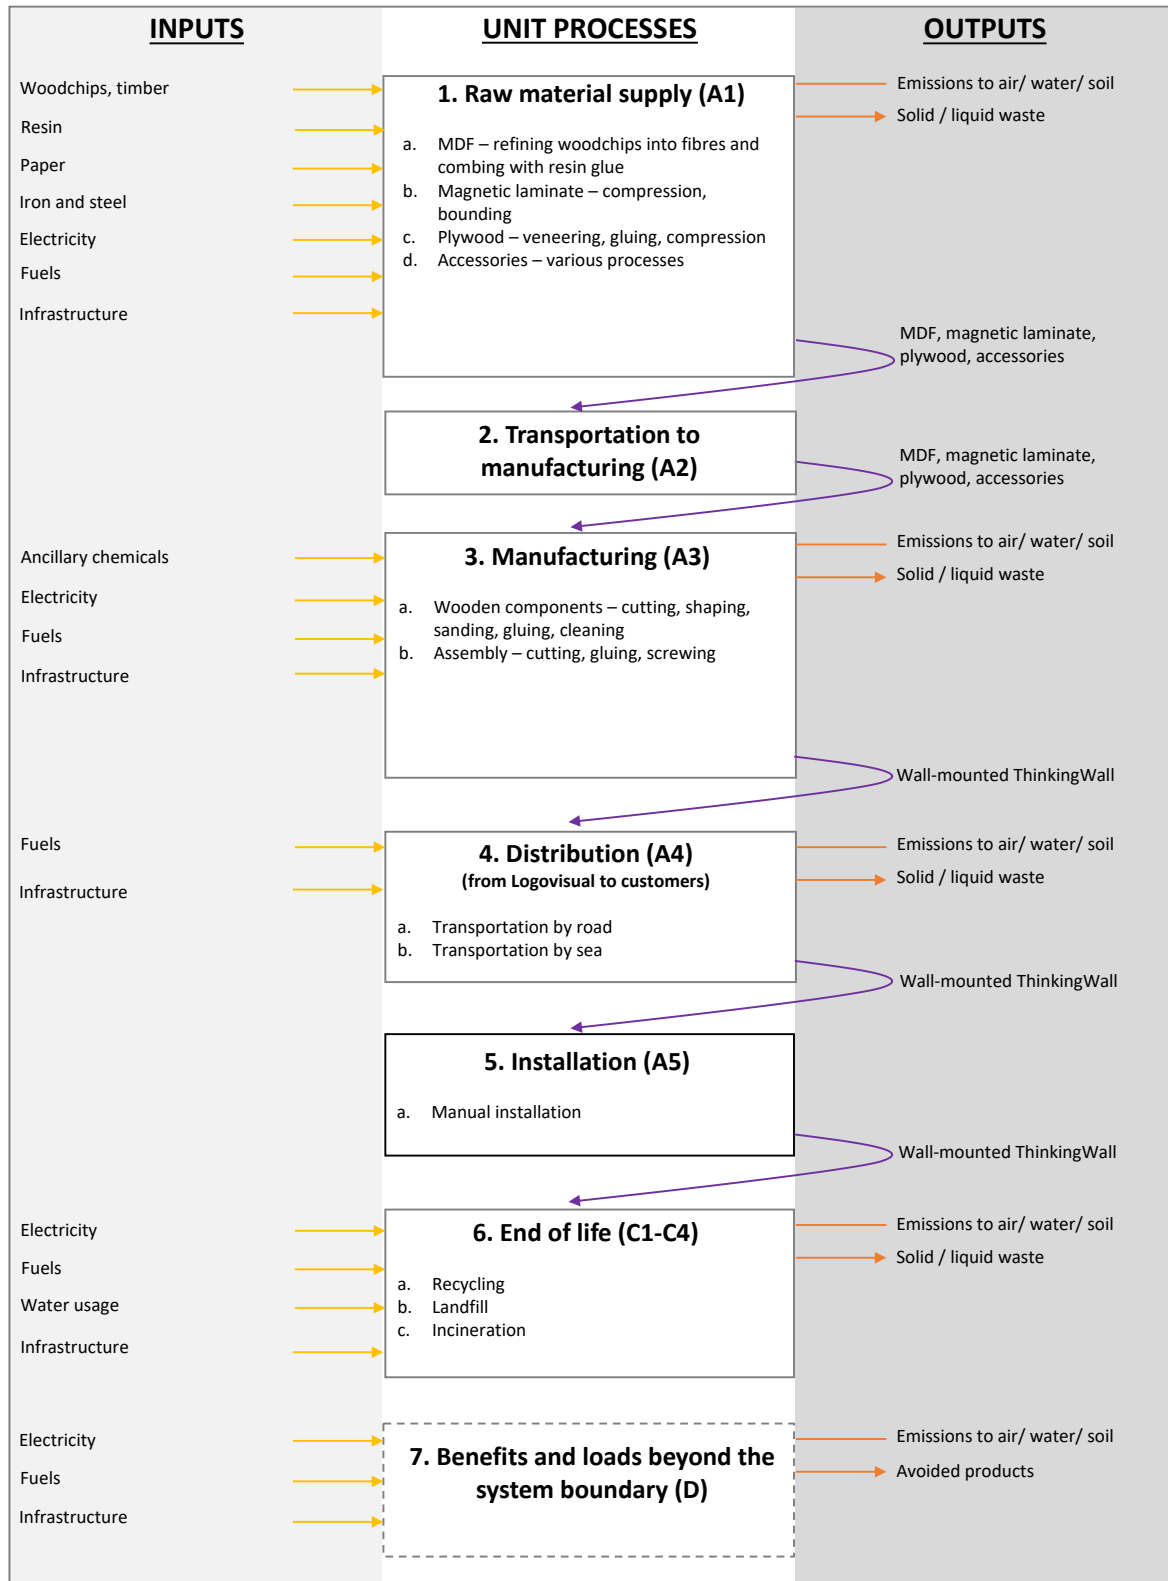 INPUTS
UNIT PROCESSES
OUTPUTS
Woodchips, timber
Resin
Paper
Iron and steel
Electricity
Fuels
Infrastructure
1. Raw material supply (A1)
a. MDF – refining woodchips into fibres and
combing with resin glue
b. Magnetic laminate – compression,
bounding
c. Plywood – veneering, gluing, compression
d. Accessories – various processes
Emissions to air/ water/ soil
Solid / liquid waste
MDF, magnetic laminate,
plywood, accessories
2. Transportation to
manufacturing (A2)
MDF, magnetic laminate,
plywood, accessories
Ancillary chemicals
Electricity
Fuels
Infrastructure
3. Manufacturing (A3)
a. Wooden components – cutting, shaping,
sanding, gluing, cleaning
b. Assembly – cutting, gluing, screwing
Emissions to air/ water/ soil
Solid / liquid waste
Wall-mounted ThinkingWall
Fuels
Infrastructure
4. Distribution (A4)
(from Logovisual to customers)
a. Transportation by road
b. Transportation by sea
Emissions to air/ water/ soil
Solid / liquid waste
Wall-mounted ThinkingWall
5. Installation (A5)
a. Manual installation
Wall-mounted ThinkingWall
Electricity
Fuels
Water usage
Infrastructure
6. End of life (C1-C4)
a. Recycling
b. Landfill
c. Incineration
Emissions to air/ water/ soil
Solid / liquid waste
Electricity
Fuels
Infrastructure
7. Benefits and loads beyond the
system boundary (D)
Emissions to air/ water/ soil
Avoided products